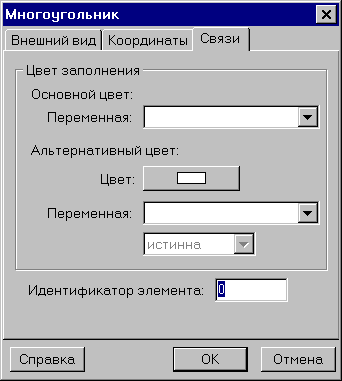 Многоугольник
Внешний вид Координаты Связи
Цвет заполнения
Основной цвет:
Переменная:
Альтернативный цвет:
Цвет:
Переменная:
истинна
Идентификатор элемента: 0
Справка OK Отмена